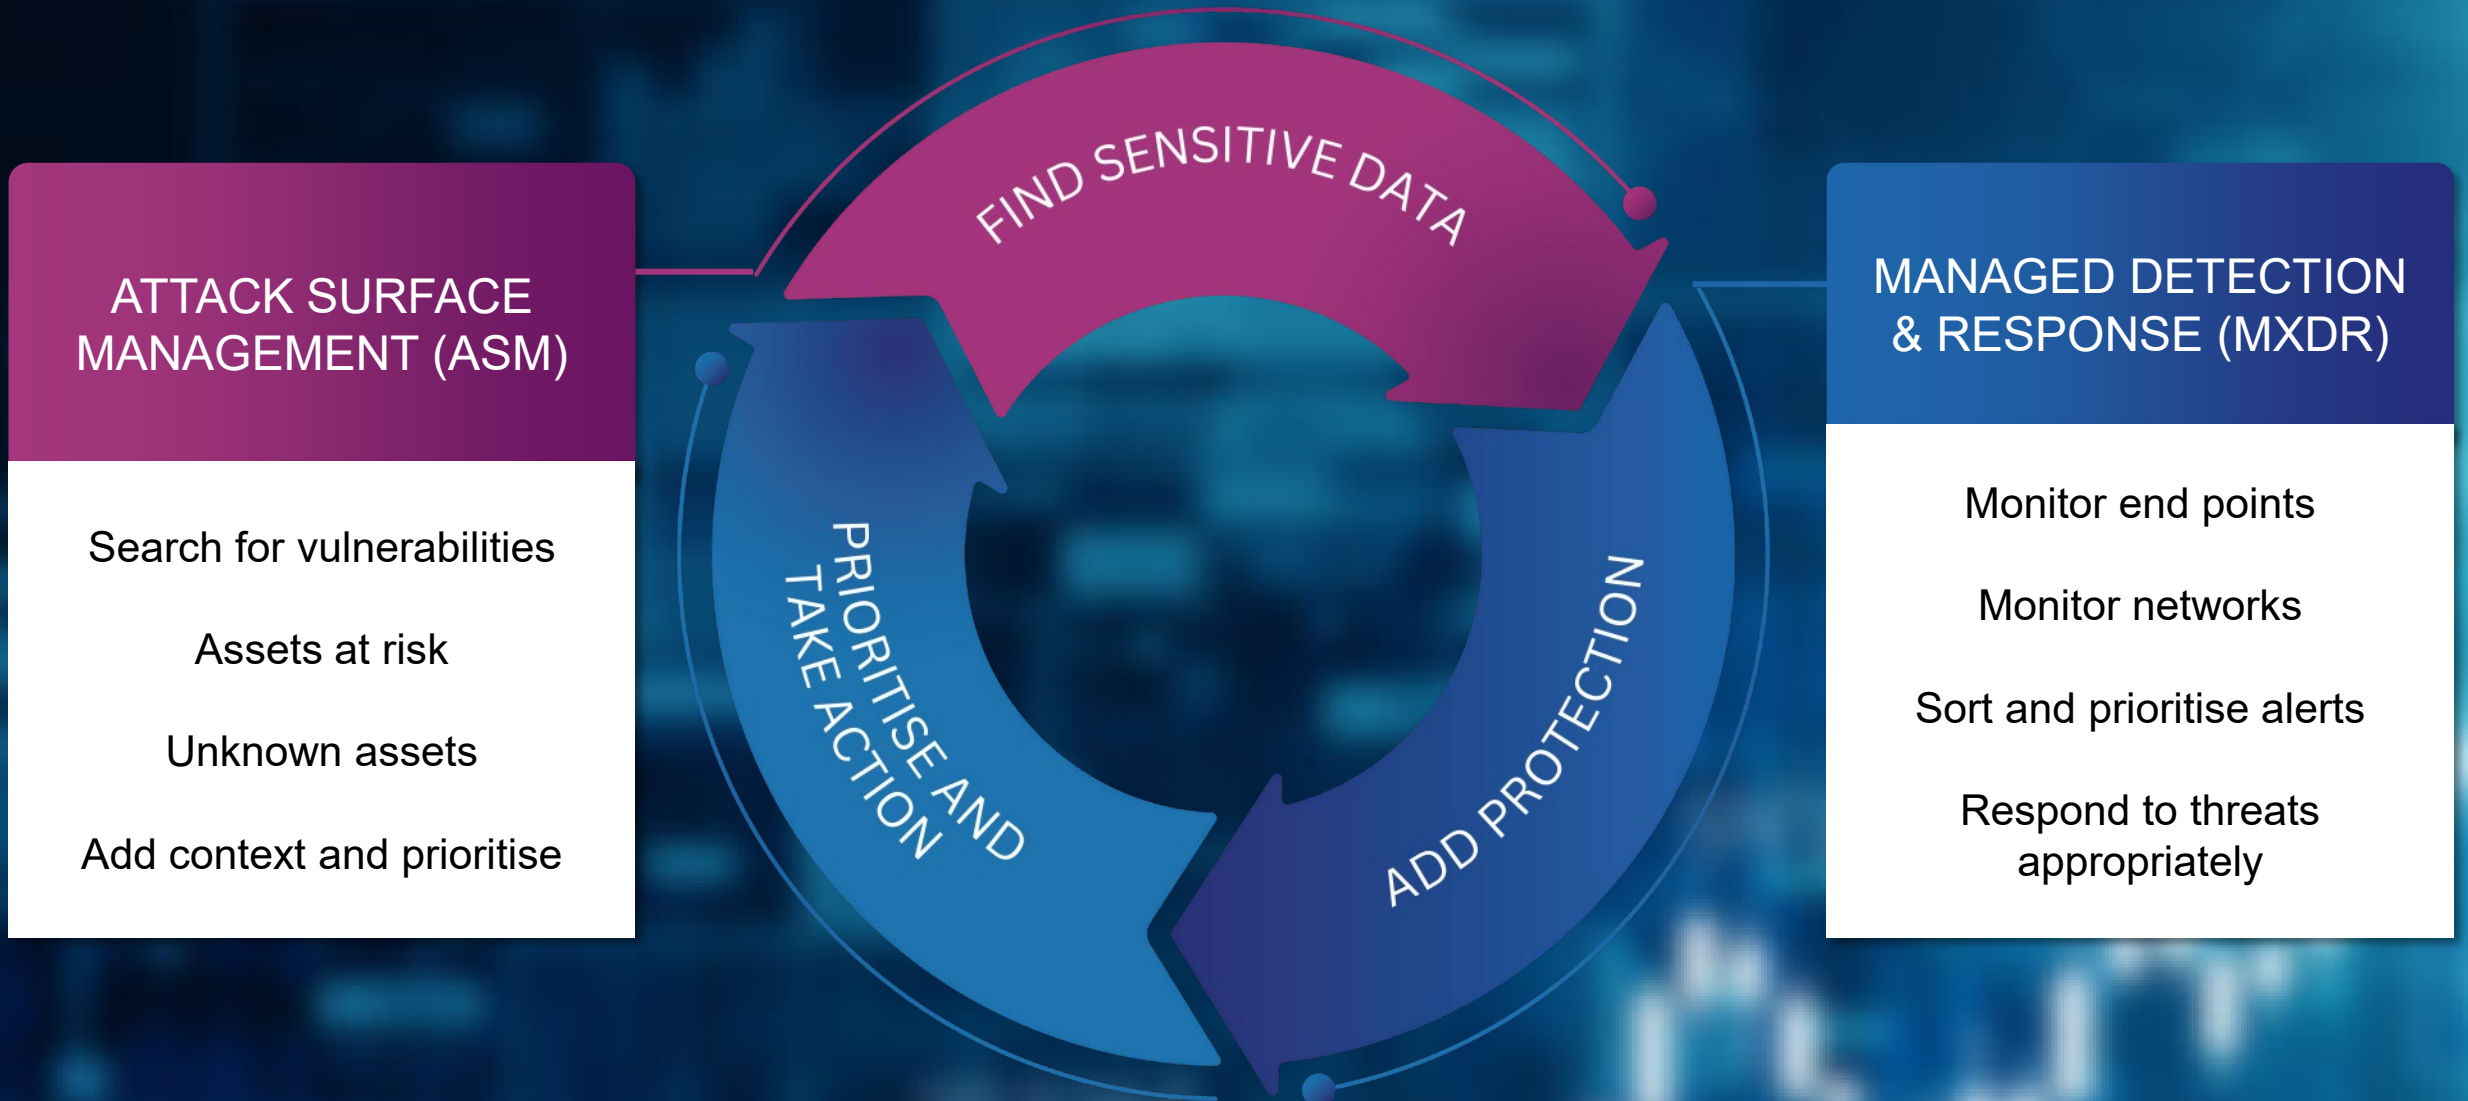 ATTACK SURFACE
MANAGEMENT (ASM)
Search for vulnerabilities
Assets at risk
Unknown assets
Add context and prioritise
FIND SENSITIVE DATA
ADD PROTECTION
PRIORITISE AND
TAKE ACTION
MANAGED DETECTION
& RESPONSE (MXDR)
Monitor end points
Monitor networks
Sort and prioritise alerts
Respond to threats
appropriately